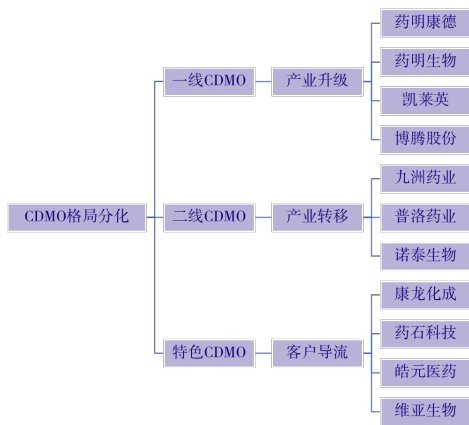 CDMO格局分化
一线CDMO
产业升级
药明康德
药明生物
凯莱英
博腾股份
二线CDMO
产业转移
九洲药业
普洛药业
诺泰生物
特色CDMO
客户导流
康龙化成
药石科技
皓元医药
维亚生物